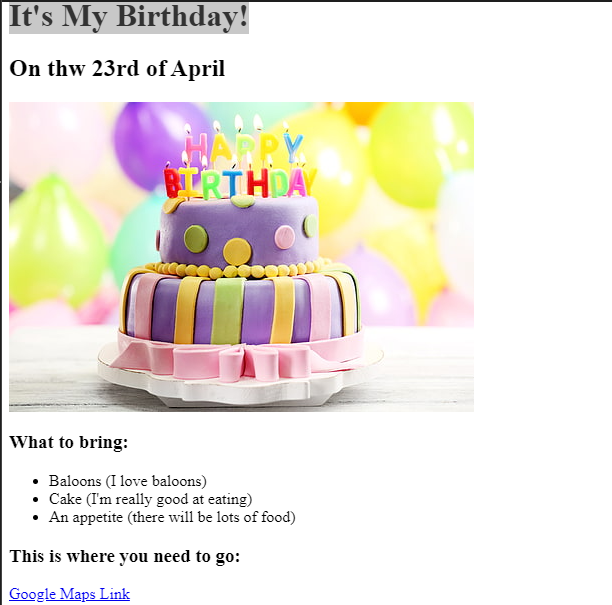 It's My Birthday!
On thw 23rd of April
HAPPY
BIRTHDAY
What to bring:
Baloons (I love baloons)
Cake (I'm really good at eating)
An appetite (there will be lots of food)
This is where you need to go:
Google Maps Link